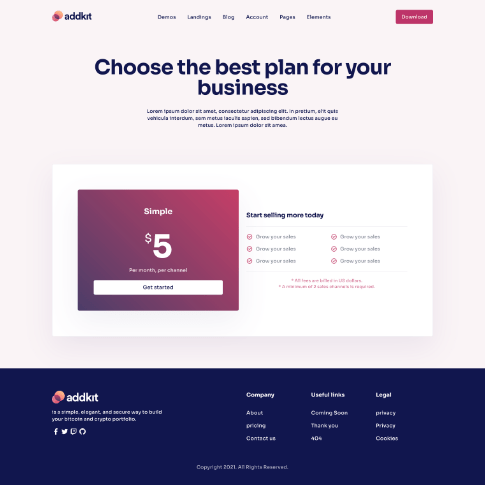 addkit
Demos Landings Blog Account Pages Elements
Download
Choose the best plan for your
business
Lorem ipsum dolor sit amet, consectetur adipiscing elit. In pretium, elit quis
vehicula interdum, sem metus iaculis sapien, sed bibendum lectus augue eu
metus. Lorem ipsum dolor sit amea.
Simple
$5
Per month, per channel
Get started
Start selling more today
Grow your sales Grow your sales
Grow your sales Grow your sales
Grow your sales Grow your sales
* All fees are billed in US dollars
* A minimum of 2 sales channels is required
addkit
is a simple, elegant, and secure way to build
your bitcoin and crypto portfolio.
Company Useful links Legal
About Coming Soon privacy
pricing Thank you Privacy
Contact us 404 Cookies
Copyright 2021. All Rights Reserved.